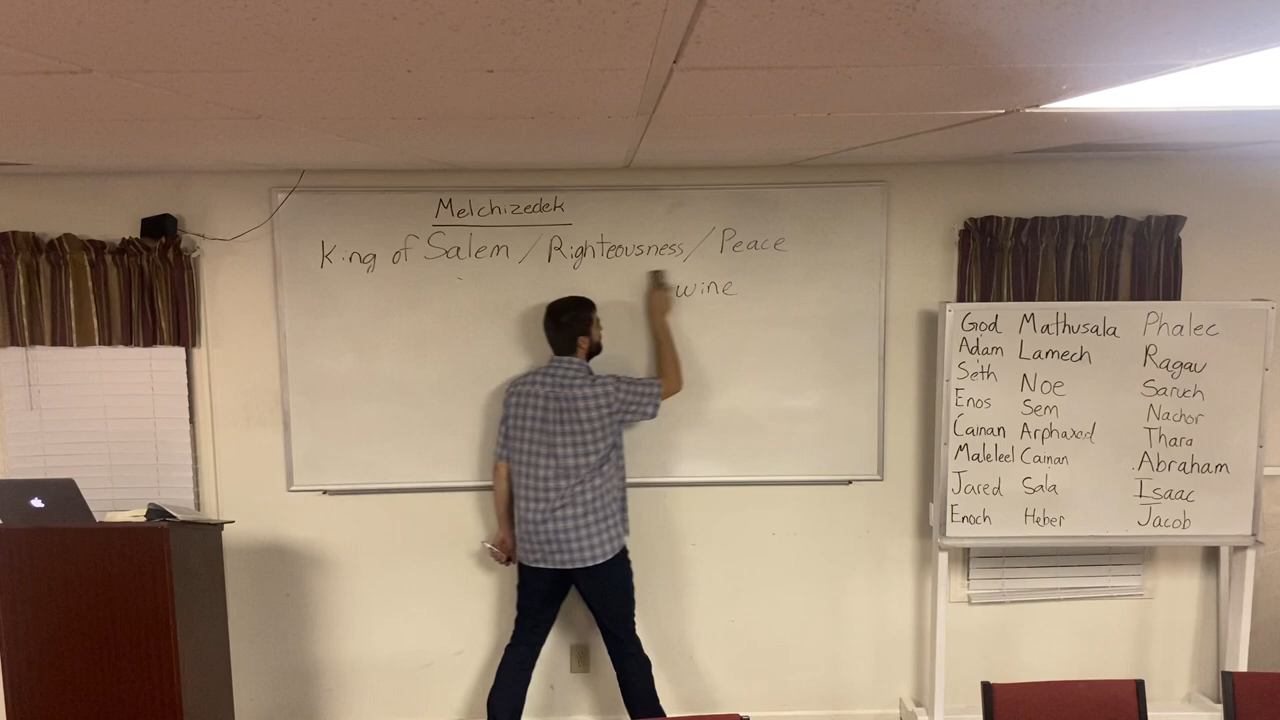 Melchizedek
King of Salem / Righteousness / Peace
wine
God Mathusala Phalec
Adam Lamech Ragau
Seth Noe Saruch
Enos Sem Nachor
Cainan Arphaxad Thara
Maleleel Cainan Abraham
Jared Sala Isaac
Enoch Heber Jacob